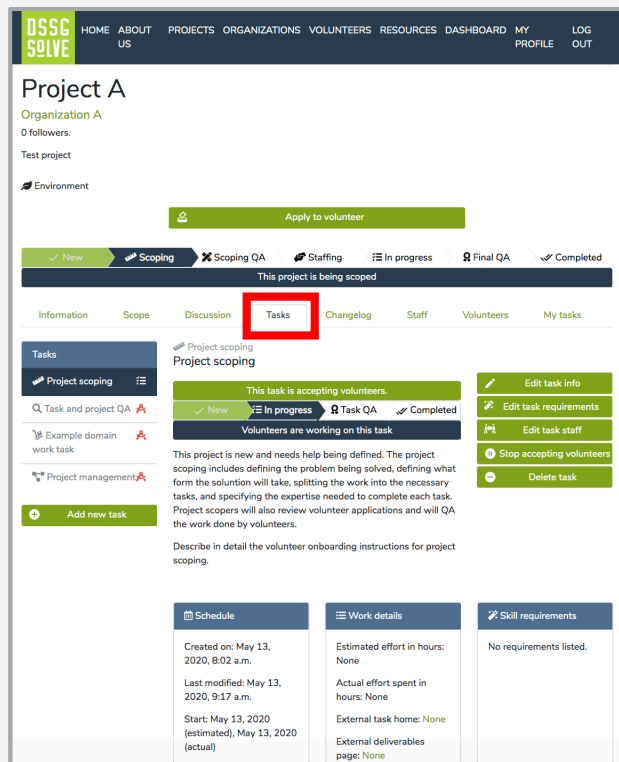 DSSG
SOLVE
HOME ABOUT US PROJECTS ORGANIZATIONS VOLUNTEERS RESOURCES DASHBOARD MY PROFILE LOG OUT
Project A
Organization A
0 followers.
Test project
Environment
Apply to volunteer
New Scoping Scoping QA Staffing In progress Final QA Completed
This project is being scoped
Information Scope Discussion Tasks Changelog Staff Volunteers My tasks
Tasks
Project scoping
Task and project QA
Example domain
work task
Project management
Add new task
Project scoping
Project scoping
This task is accepting volunteers.
New In progress Task QA Completed
Volunteers are working on this task
This project is new and needs help being defined. The project
scoping includes defining the problem being solved, defining what
form the soluntion will take, splitting the work into the necessary
tasks, and specifying the expertise needed to complete each task.
Project scopers will also review volunteer applications and will QA
the work done by volunteers.
Describe in detail the volunteer onboarding instructions for project
scoping.
Edit task info
Edit task requirements
Edit task staff
Stop accepting volunteers
Delete task
Schedule
Created on: May 13,
2020, 8:02 a.m.
Last modified: May 13,
2020, 9:17 a.m.
Start: May 13, 2020
(estimated), May 13, 2020
(actual)
Work details
Estimated effort in hours:
None
Actual effort spent in
hours: None
External task home: None
External deliverables
page: None
Skill requirements
No requirements listed.